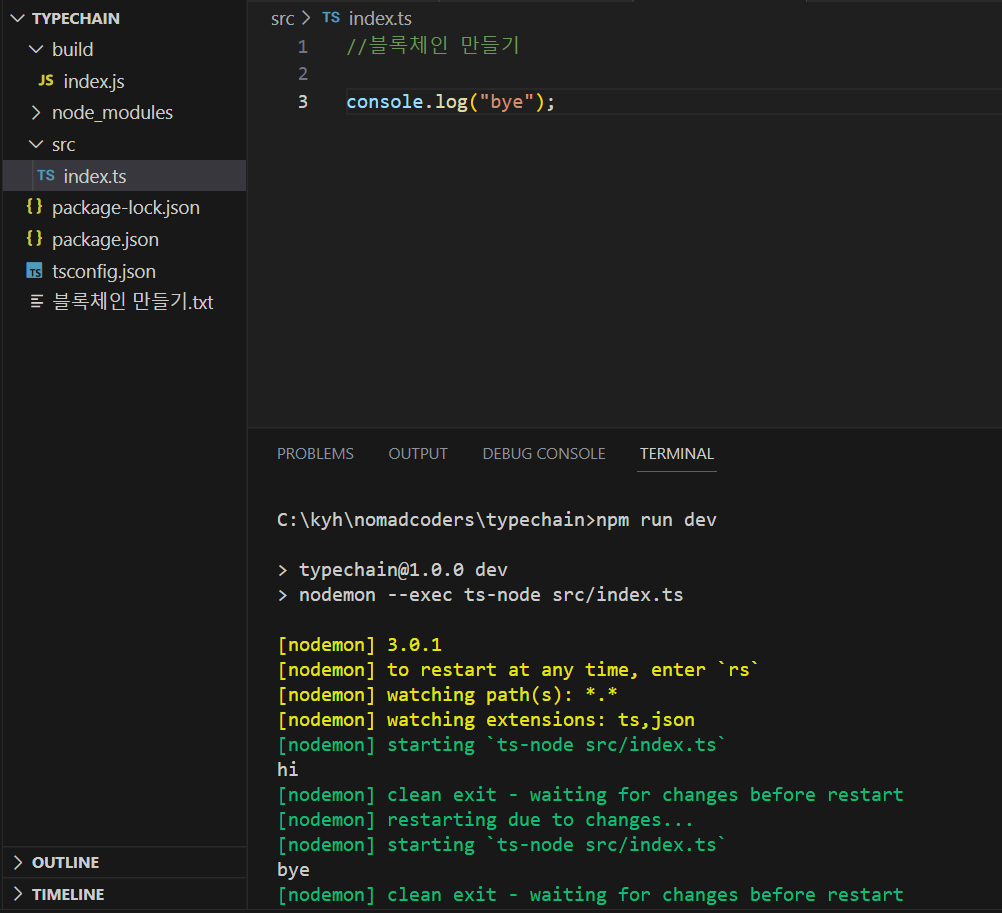 TYPECHAIN
build
JS index.js
node_modules
src
TS index.ts
{} package-lock.json
{} package.json
TS tsconfig.json
블록체인 만들기.txt
OUTLINE
TIMELINE
src > TS index.ts
1 //블록체인 만들기
2
3 console.log("bye");
PROBLEMS OUTPUT DEBUG CONSOLE TERMINAL
C:\kyh\nomadcoders\typechain>npm run dev
> typechain@1.0.0 dev
> nodemon --exec ts-node src/index.ts
[nodemon] 3.0.1
[nodemon] to restart at any time, enter `rs`
[nodemon] watching path(s): *.*
[nodemon] watching extensions: ts,json
[nodemon] starting `ts-node src/index.ts`
hi
[nodemon] clean exit - waiting for changes before restart
[nodemon] restarting due to changes...
[nodemon] starting `ts-node src/index.ts`
bye
[nodemon] clean exit - waiting for changes before restart